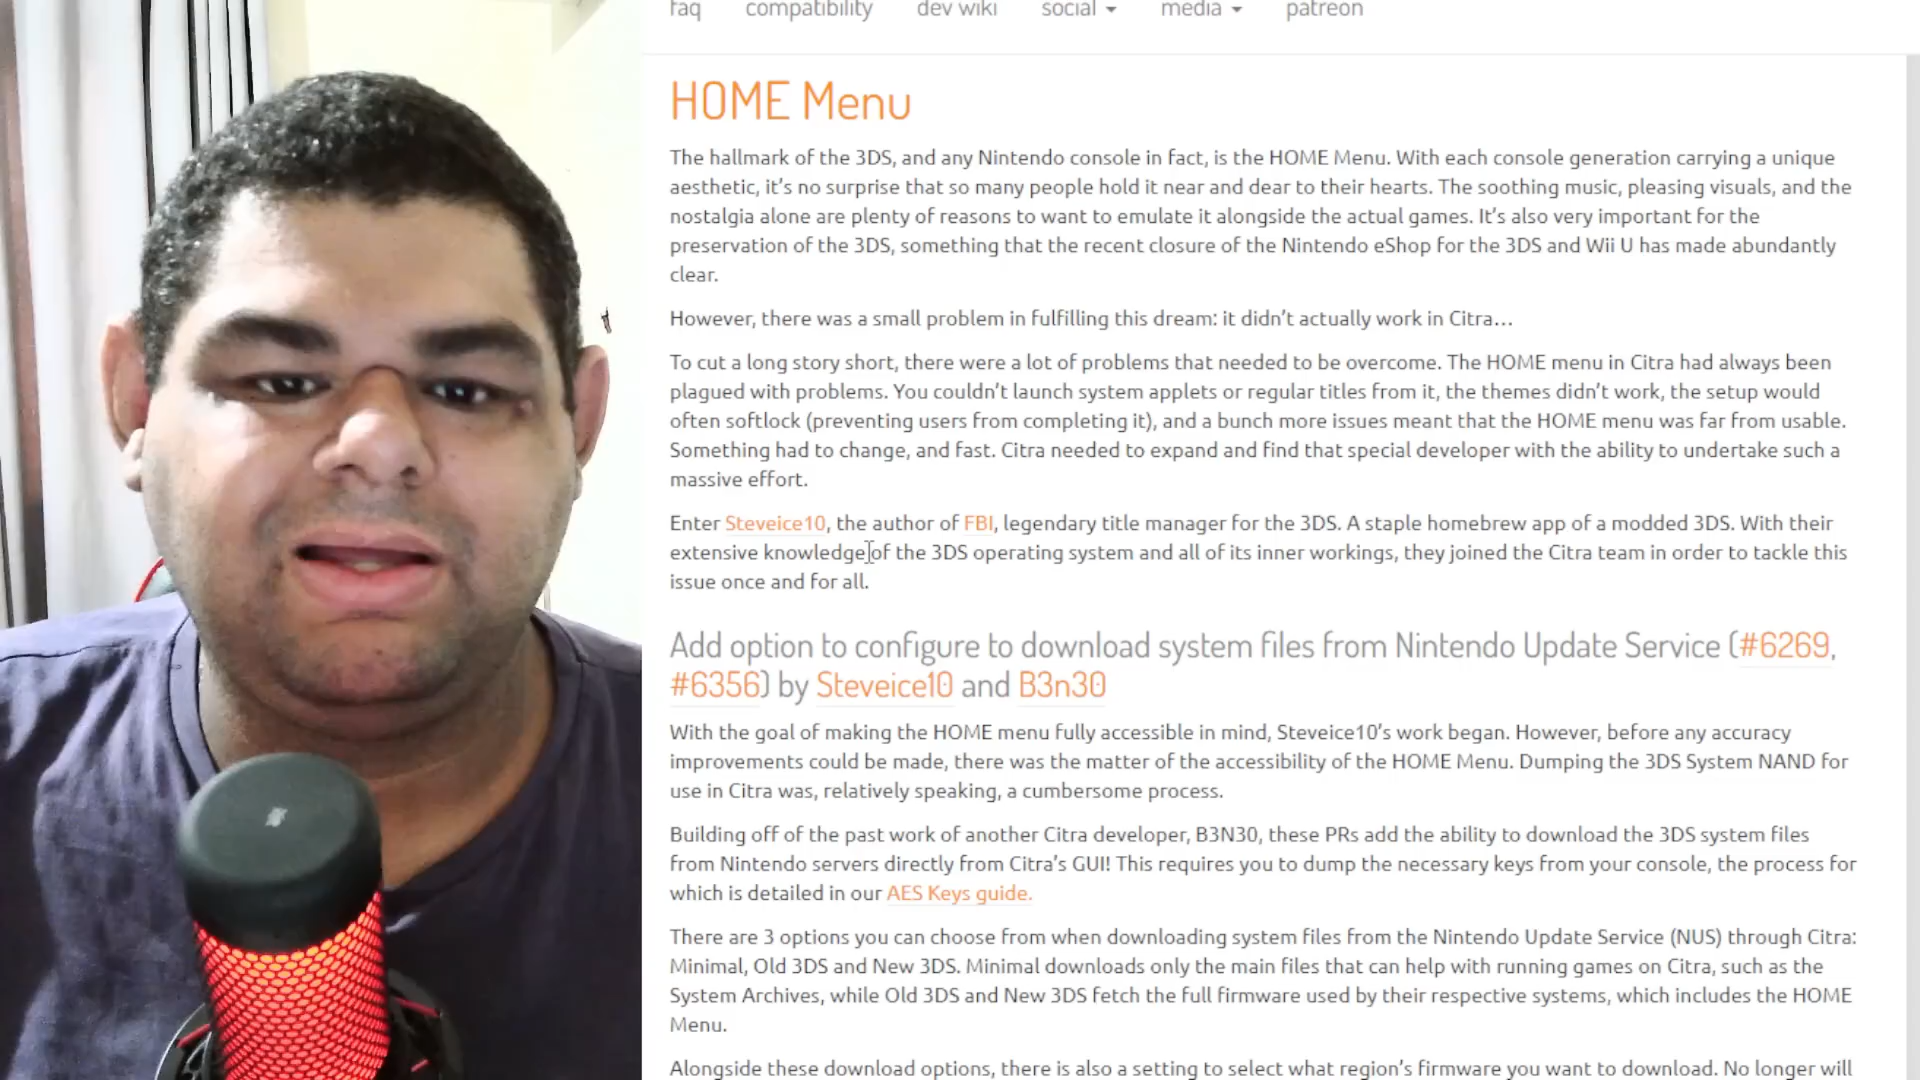 faq compatibility dev wiki social media patreon
HOME Menu
The hallmark of the 3DS, and any Nintendo console in fact, is the HOME Menu. With each console generation carrying a unique
aesthetic, it's no surprise that so many people hold it near and dear to their hearts. The soothing music, pleasing visuals, and the
nostalgia alone are plenty of reasons to want to emulate it alongside the actual games. It's also very important for the
preservation of the 3DS, something that the recent closure of the Nintendo eShop for the 3DS and Wii U has made abundantly
clear.
However, there was a small problem in fulfilling this dream: it didn't actually work in Citra...
To cut a long story short, there were a lot of problems that needed to be overcome. The HOME menu in Citra had always been
plagued with problems. You couldn't launch system applets or regular titles from it, the themes didn't work, the setup would
often softlock (preventing users from completing it), and a bunch more issues meant that the HOME menu was far from usable.
Something had to change, and fast. Citra needed to expand and find that special developer with the ability to undertake such a
massive effort.
Enter Steveice10, the author of FBI, legendary title manager for the 3DS. A staple homebrew app of a modded 3DS. With their
extensive knowledge of the 3DS operating system and all of its inner workings, they joined the Citra team in order to tackle this
issue once and for all.
Add option to configure to download system files from Nintendo Update Service (#6269,
#6356) by Steveice10 and B3n30
With the goal of making the HOME menu fully accessible in mind, Steveice10's work began. However, before any accuracy
improvements could be made, there was the matter of the accessibility of the HOME Menu. Dumping the 3DS System NAND for
use in Citra was, relatively speaking, a cumbersome process.
Building off of the past work of another Citra developer, B3N30, these PRs add the ability to download the 3DS system files
from Nintendo servers directly from Citra's GUI! This requires you to dump the necessary keys from your console, the process for
which is detailed in our AES Keys guide.
There are 3 options you can choose from when downloading system files from the Nintendo Update Service (NUS) through Citra:
Minimal, Old 3DS and New 3DS. Minimal downloads only the main files that can help with running games on Citra, such as the
System Archives, while Old 3DS and New 3DS fetch the full firmware used by their respective systems, which includes the HOME
Menu.
Alongside these download options, there is also a setting to select what region's firmware you want to download. No longer will